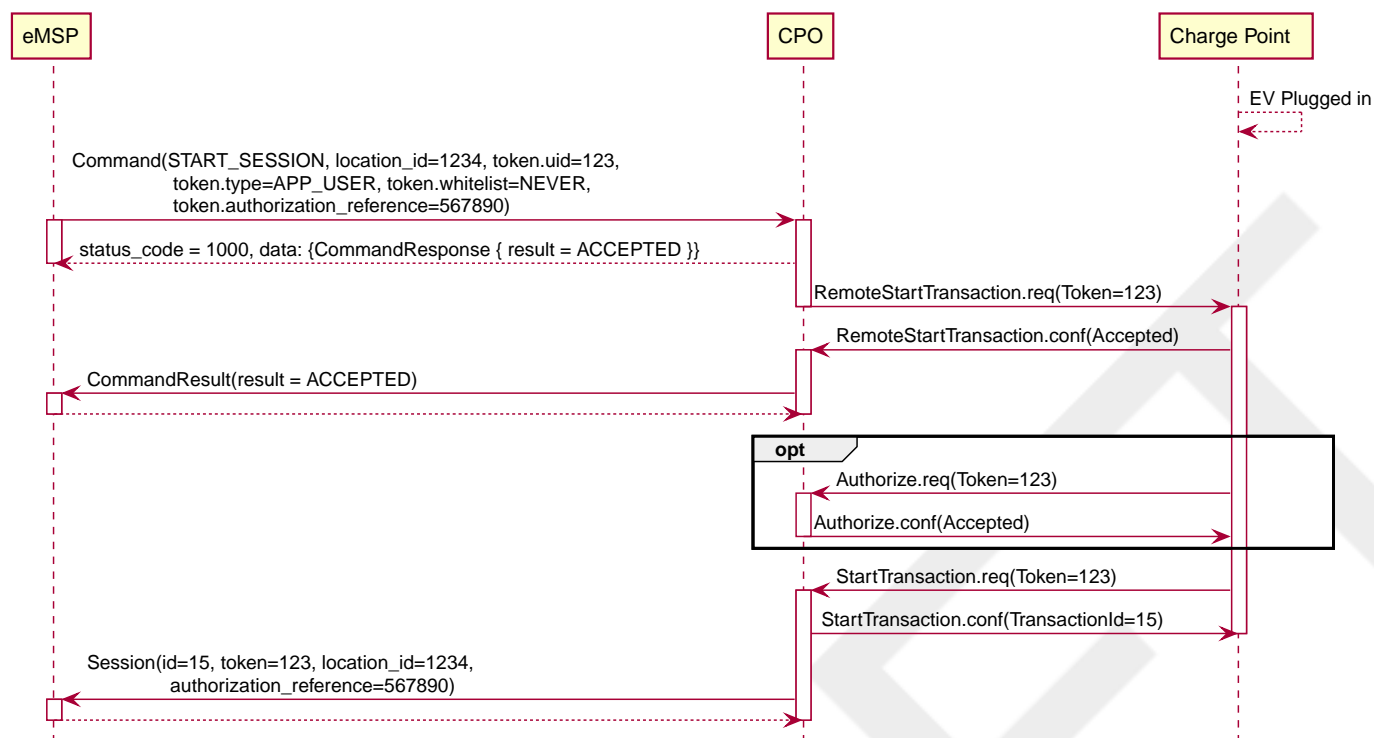 eMSP
CPO
Charge Point
EV Plugged in
Command(START_SESSION, location_id=1234, token.uid=123,
token.type=APP_USER, token.whitelist=NEVER,
token.authorization_reference=567890)
status_code = 1000, data: {CommandResponse { result = ACCEPTED }}
RemoteStartTransaction.req(Token=123)
RemoteStartTransaction.conf(Accepted)
CommandResult(result = ACCEPTED)
opt
Authorize.req(Token=123)
Authorize.conf(Accepted)
StartTransaction.req(Token=123)
StartTransaction.conf(TransactionId=15)
Session(id=15, token=123, location_id=1234,
authorization_reference=567890)